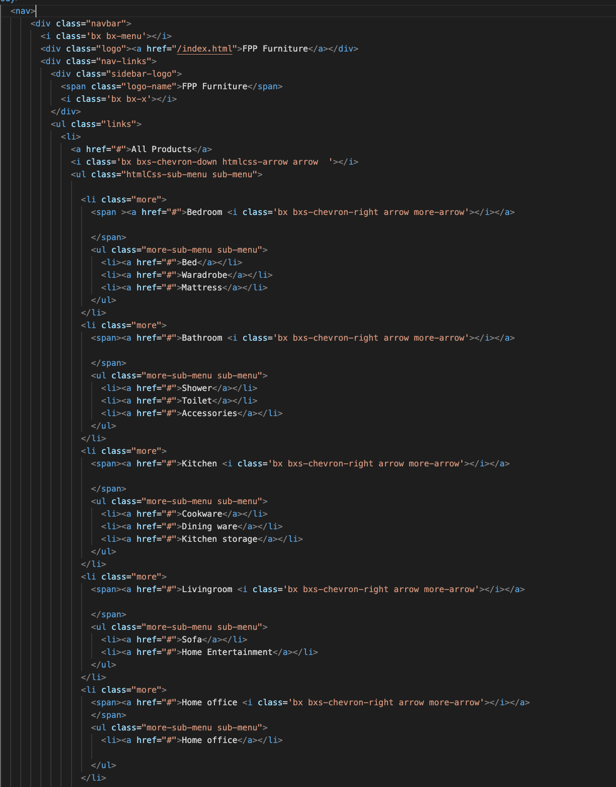 <nav>
<div class="navbar">
<i class='bx bx-menu'></i>
<div class="logo"><a href="/index.html">FPP Furniture</a></div>
<div class="nav-links">
<div class="sidebar-logo">
<span class="logo-name">FPP Furniture</span>
<i class='bx bx-x'></i>
</div>
<ul class="links">
<li>
<a href="#">All Products</a>
<i class='bx bxs-chevron-down htmlcss-arrow arrow  '></i>
<ul class="htmlCss-sub-menu sub-menu">
<li class="more">
<span ><a href="#">Bedroom <i class='bx bxs-chevron-right arrow more-arrow'></i></a>
</span>
<ul class="more-sub-menu sub-menu">
<li><a href="#">Bed</a></li>
<li><a href="#">Waradrobe</a></li>
<li><a href="#">Mattress</a></li>
</ul>
</li>
<li class="more">
<span><a href="#">Bathroom <i class='bx bxs-chevron-right arrow more-arrow'></i></a>
</span>
<ul class="more-sub-menu sub-menu">
<li><a href="#">Shower</a></li>
<li><a href="#">Toilet</a></li>
<li><a href="#">Accessories</a></li>
</ul>
</li>
<li class="more">
<span><a href="#">Kitchen <i class='bx bxs-chevron-right arrow more-arrow'></i></a>
</span>
<ul class="more-sub-menu sub-menu">
<li><a href="#">Cookware</a></li>
<li><a href="#">Dining ware</a></li>
<li><a href="#">Kitchen storage</a></li>
</ul>
</li>
<li class="more">
<span><a href="#">Livingroom <i class='bx bxs-chevron-right arrow more-arrow'></i></a>
</span>
<ul class="more-sub-menu sub-menu">
<li><a href="#">Sofa</a></li>
<li><a href="#">Home Entertainment</a></li>
</ul>
</li>
<li class="more">
<span><a href="#">Home office <i class='bx bxs-chevron-right arrow more-arrow'></i></a>
</span>
<ul class="more-sub-menu sub-menu">
<li><a href="#">Home office</a></li>
</ul>
</li>